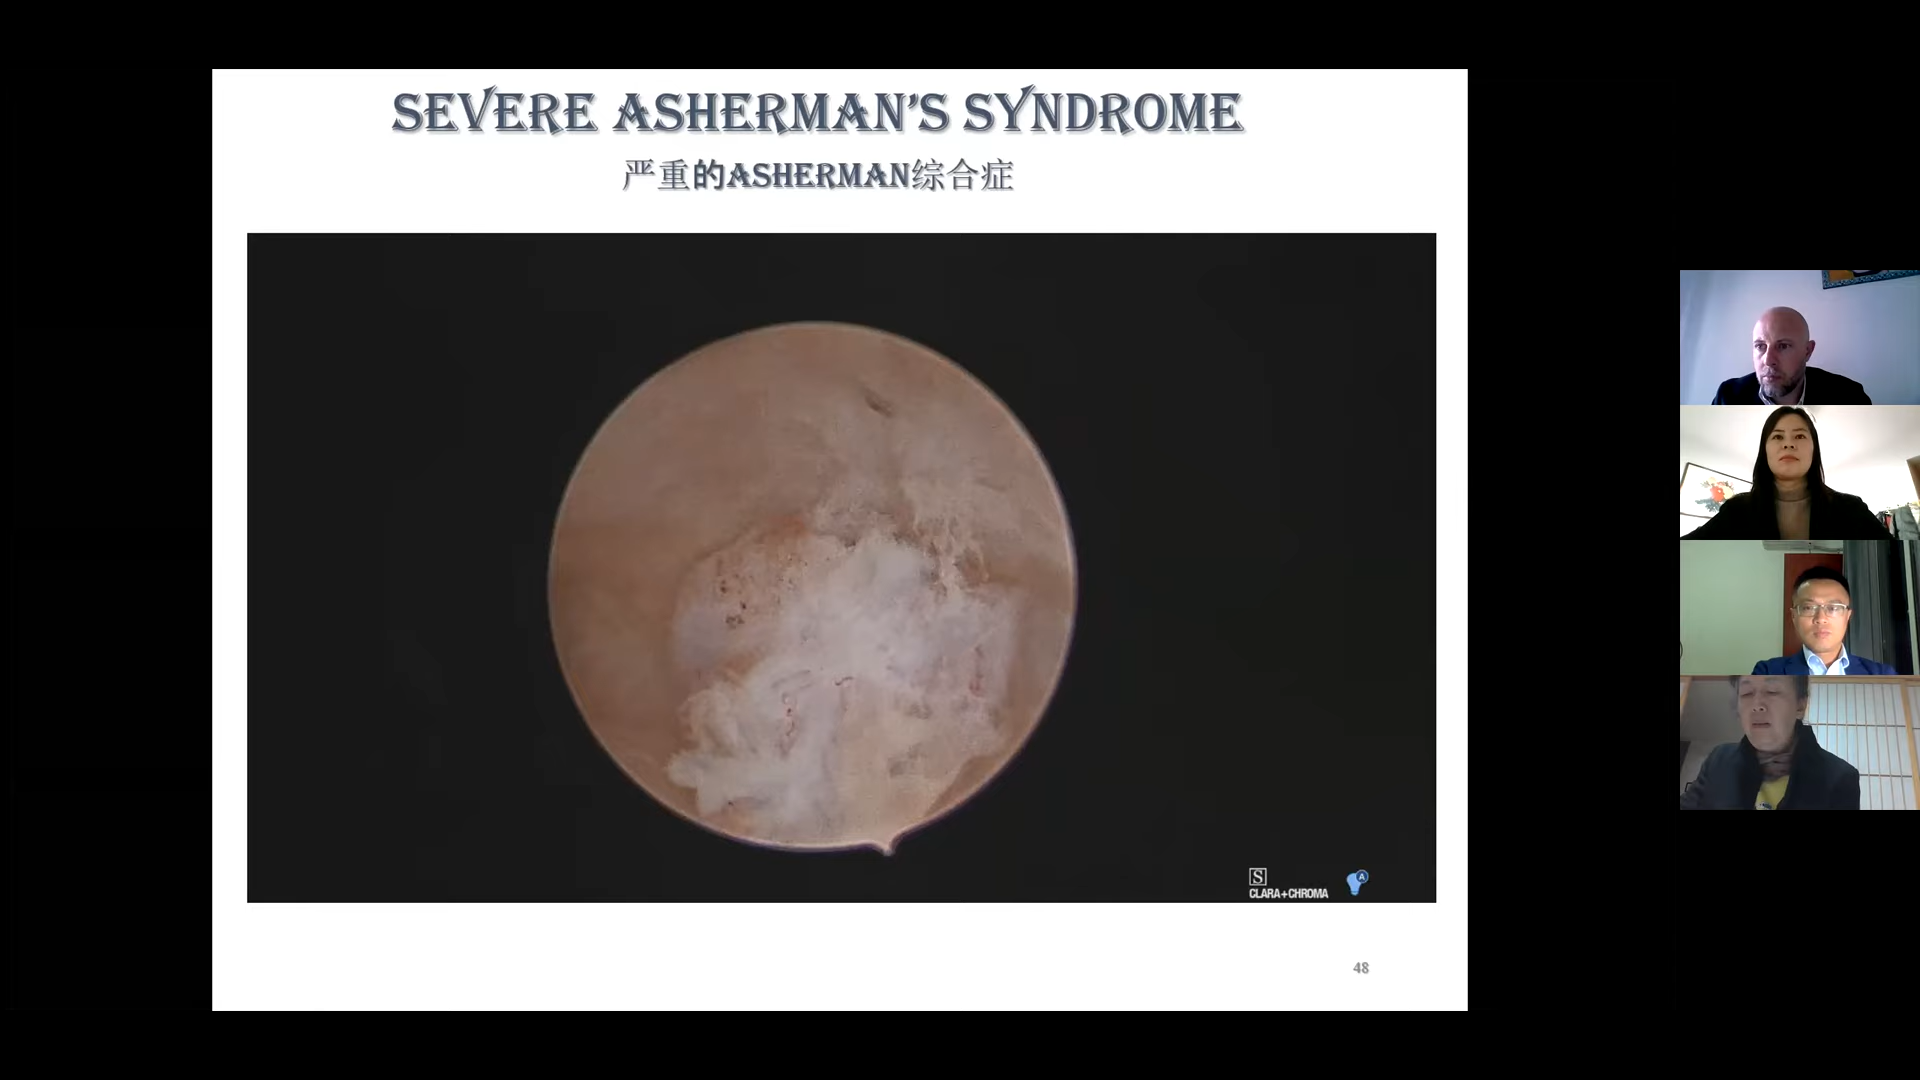 SEVERE ASHERMAN'S SYNDROME
严重的ASHERMAN综合症
S
CLARA+CHROMA
A
48